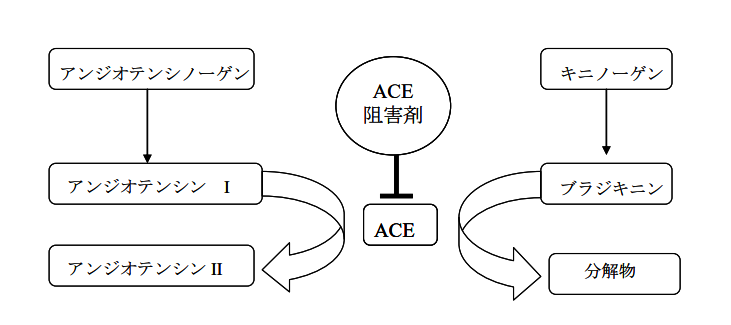 アンジオテンシノーゲン
ACE
阻害剤
キニノーゲン
アンジオテンシン　I
ブラジキニン
ACE
アンジオテンシン II
分解物